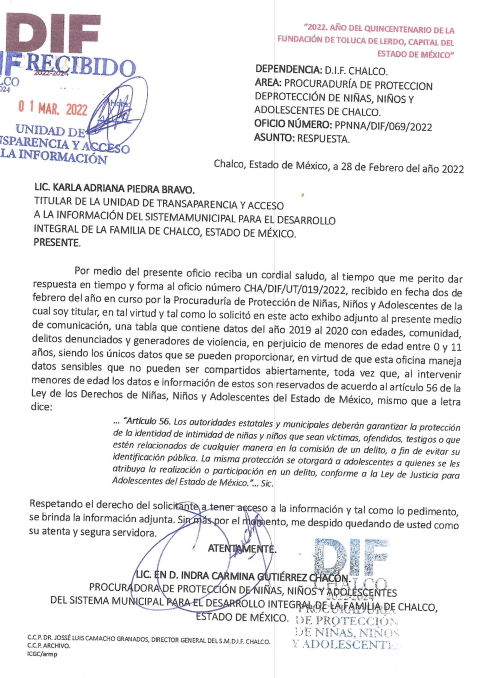 DIF
"2022. AÑO DEL QUINCENTENARIO DE LA
FUNDACIÓN DE TOLUCA DE LERDO, CAPITAL DEL
ESTADO DE MÉXICO"
RECIBIDO
2022-2024
01 MAR. 2022
UNIDAD DE
NSPARENCIA Y ACCESO
LA INFORMACIÓN
DEPENDENCIA: D.I.F. CHALCO.
AREA: PROCURADURÍA DE PROTECCION
DEPROTECCIÓN DE NIÑAS, NIÑOS Y
ADOLESCENTES DE CHALCO.
OFICIO NÚMERO: PPNNA/DIF/069/2022
ASUNTO: RESPUESTA.
Chalco, Estado de México, a 28 de Febrero del año 2022
LIC. KARLA ADRIANA PIEDRA BRAVO.
TITULAR DE LA UNIDAD DE TRANSPARENCIA Y ACCESO
A LA INFORMACIÓN DEL SISTEMAMUNICIPAL PARA EL DESARROLLO
INTEGRAL DE LA FAMILIA DE CHALCO, ESTADO DE MÉXICO.
PRESENTE.
Por medio del presente oficio reciba un cordial saludo, al tiempo que me perito dar
respuesta en tiempo y forma al oficio número CHA/DIF/UT/019/2022, recibido en fecha dos de
febrero del año en curso por la Procuraduría de Protección de Niñas, Niños y Adolescentes de la
cual soy titular, en tal virtud y tal como lo solicitó en este acto exhibo adjunto al presente medio
de comunicación, una tabla que contiene datos del año 2019 al 2020 con edades, comunidad,
delitos denunciados y generadores de violencia, en perjuicio de menores de edad entre 0 y 11
años, siendo los únicos datos que se pueden proporcionar, en virtud de que esta oficina maneja
datos sensibles que no pueden ser compartidos abiertamente, toda vez que, al intervenir
menores de edad los datos e información de estos son reservados de acuerdo al artículo 56 de la
Ley de los Derechos de Niñas, Niños y Adolescentes del Estado de México, mismo que a letra
dice:
... "Artículo 56. Los autoridades estatales y municipales deberán garantizar la protección
de la identidad de intimidad de niñas y niños que sean víctimas, ofendidos, testigos o que
estén relacionados de cualquier manera en la comisión de un delito, a fin de evitar su
identificación pública. La misma protección se otorgará a adolescentes a quienes se les
atribuya la realización o participación en un delito, conforme a la Ley de Justicia para
Adolescentes del Estado de México."... Sic.
Respetando el derecho del solicitante a tener acceso a la información y tal como lo pedimento,
se brinda la información adjunta. Sin más por el momento, me despido quedando de usted como
su atenta y segura servidora.
ATENTAMENTE.
LIC. EN D. INDRA CARMINA GUTIÉRREZ CHACÓN.
PROCURADORA DE PROTECCIÓN DE NIÑAS, NIÑOS Y ADOLESCENTES
DEL SISTEMA MUNICIPAL PARA EL DESARROLLO INTEGRAL DE LA FAMILIA DE CHALCO,
ESTADO DE MÉXICO.
DIF
CHALCO
2022-2024
PROCURADURÍA
DE PROTECCIÓN
DE NIÑAS, NIÑOS
Y ADOLESCENTES
C.C.P. DR. JOSSÉ LUIS CAMACHO GRANADOS, DIRECTOR GENERAL DEL S.M.D.I.F. CHALCO.
C.C.P. ARCHIVO.
ICGC/armp